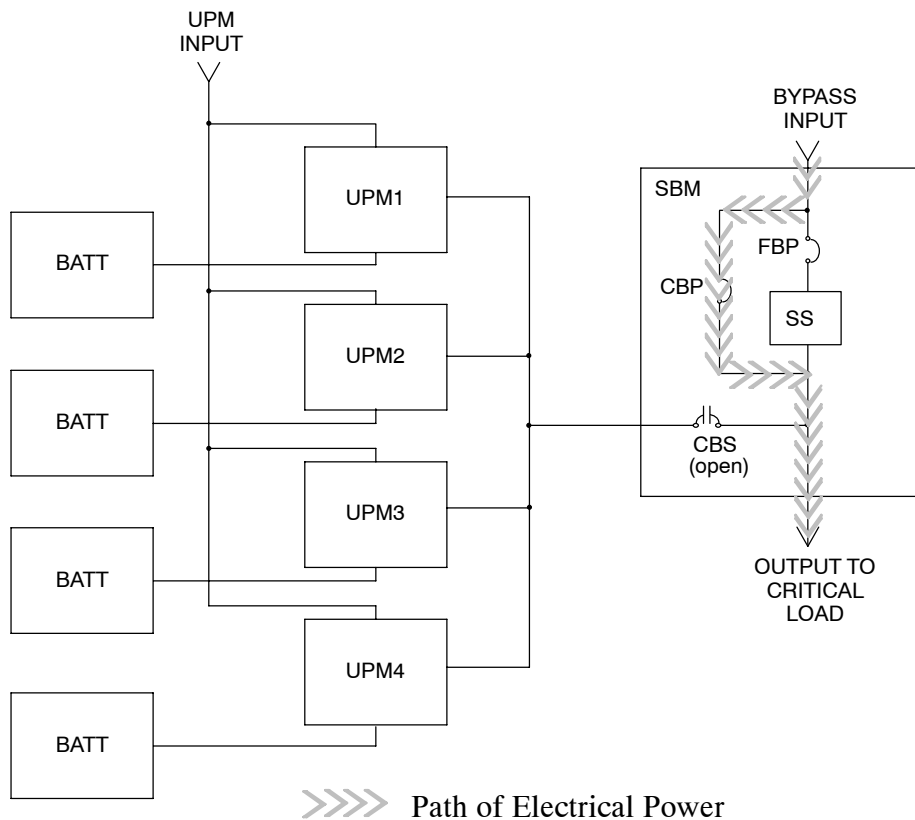 UPM
INPUT
BYPASS
INPUT
SBM
UPM1
BATT
FBP
CBP
SS
UPM2
BATT
CBS
(open)
UPM3
BATT
OUTPUT TO
CRITICAL
LOAD
UPM4
BATT
Path of Electrical Power